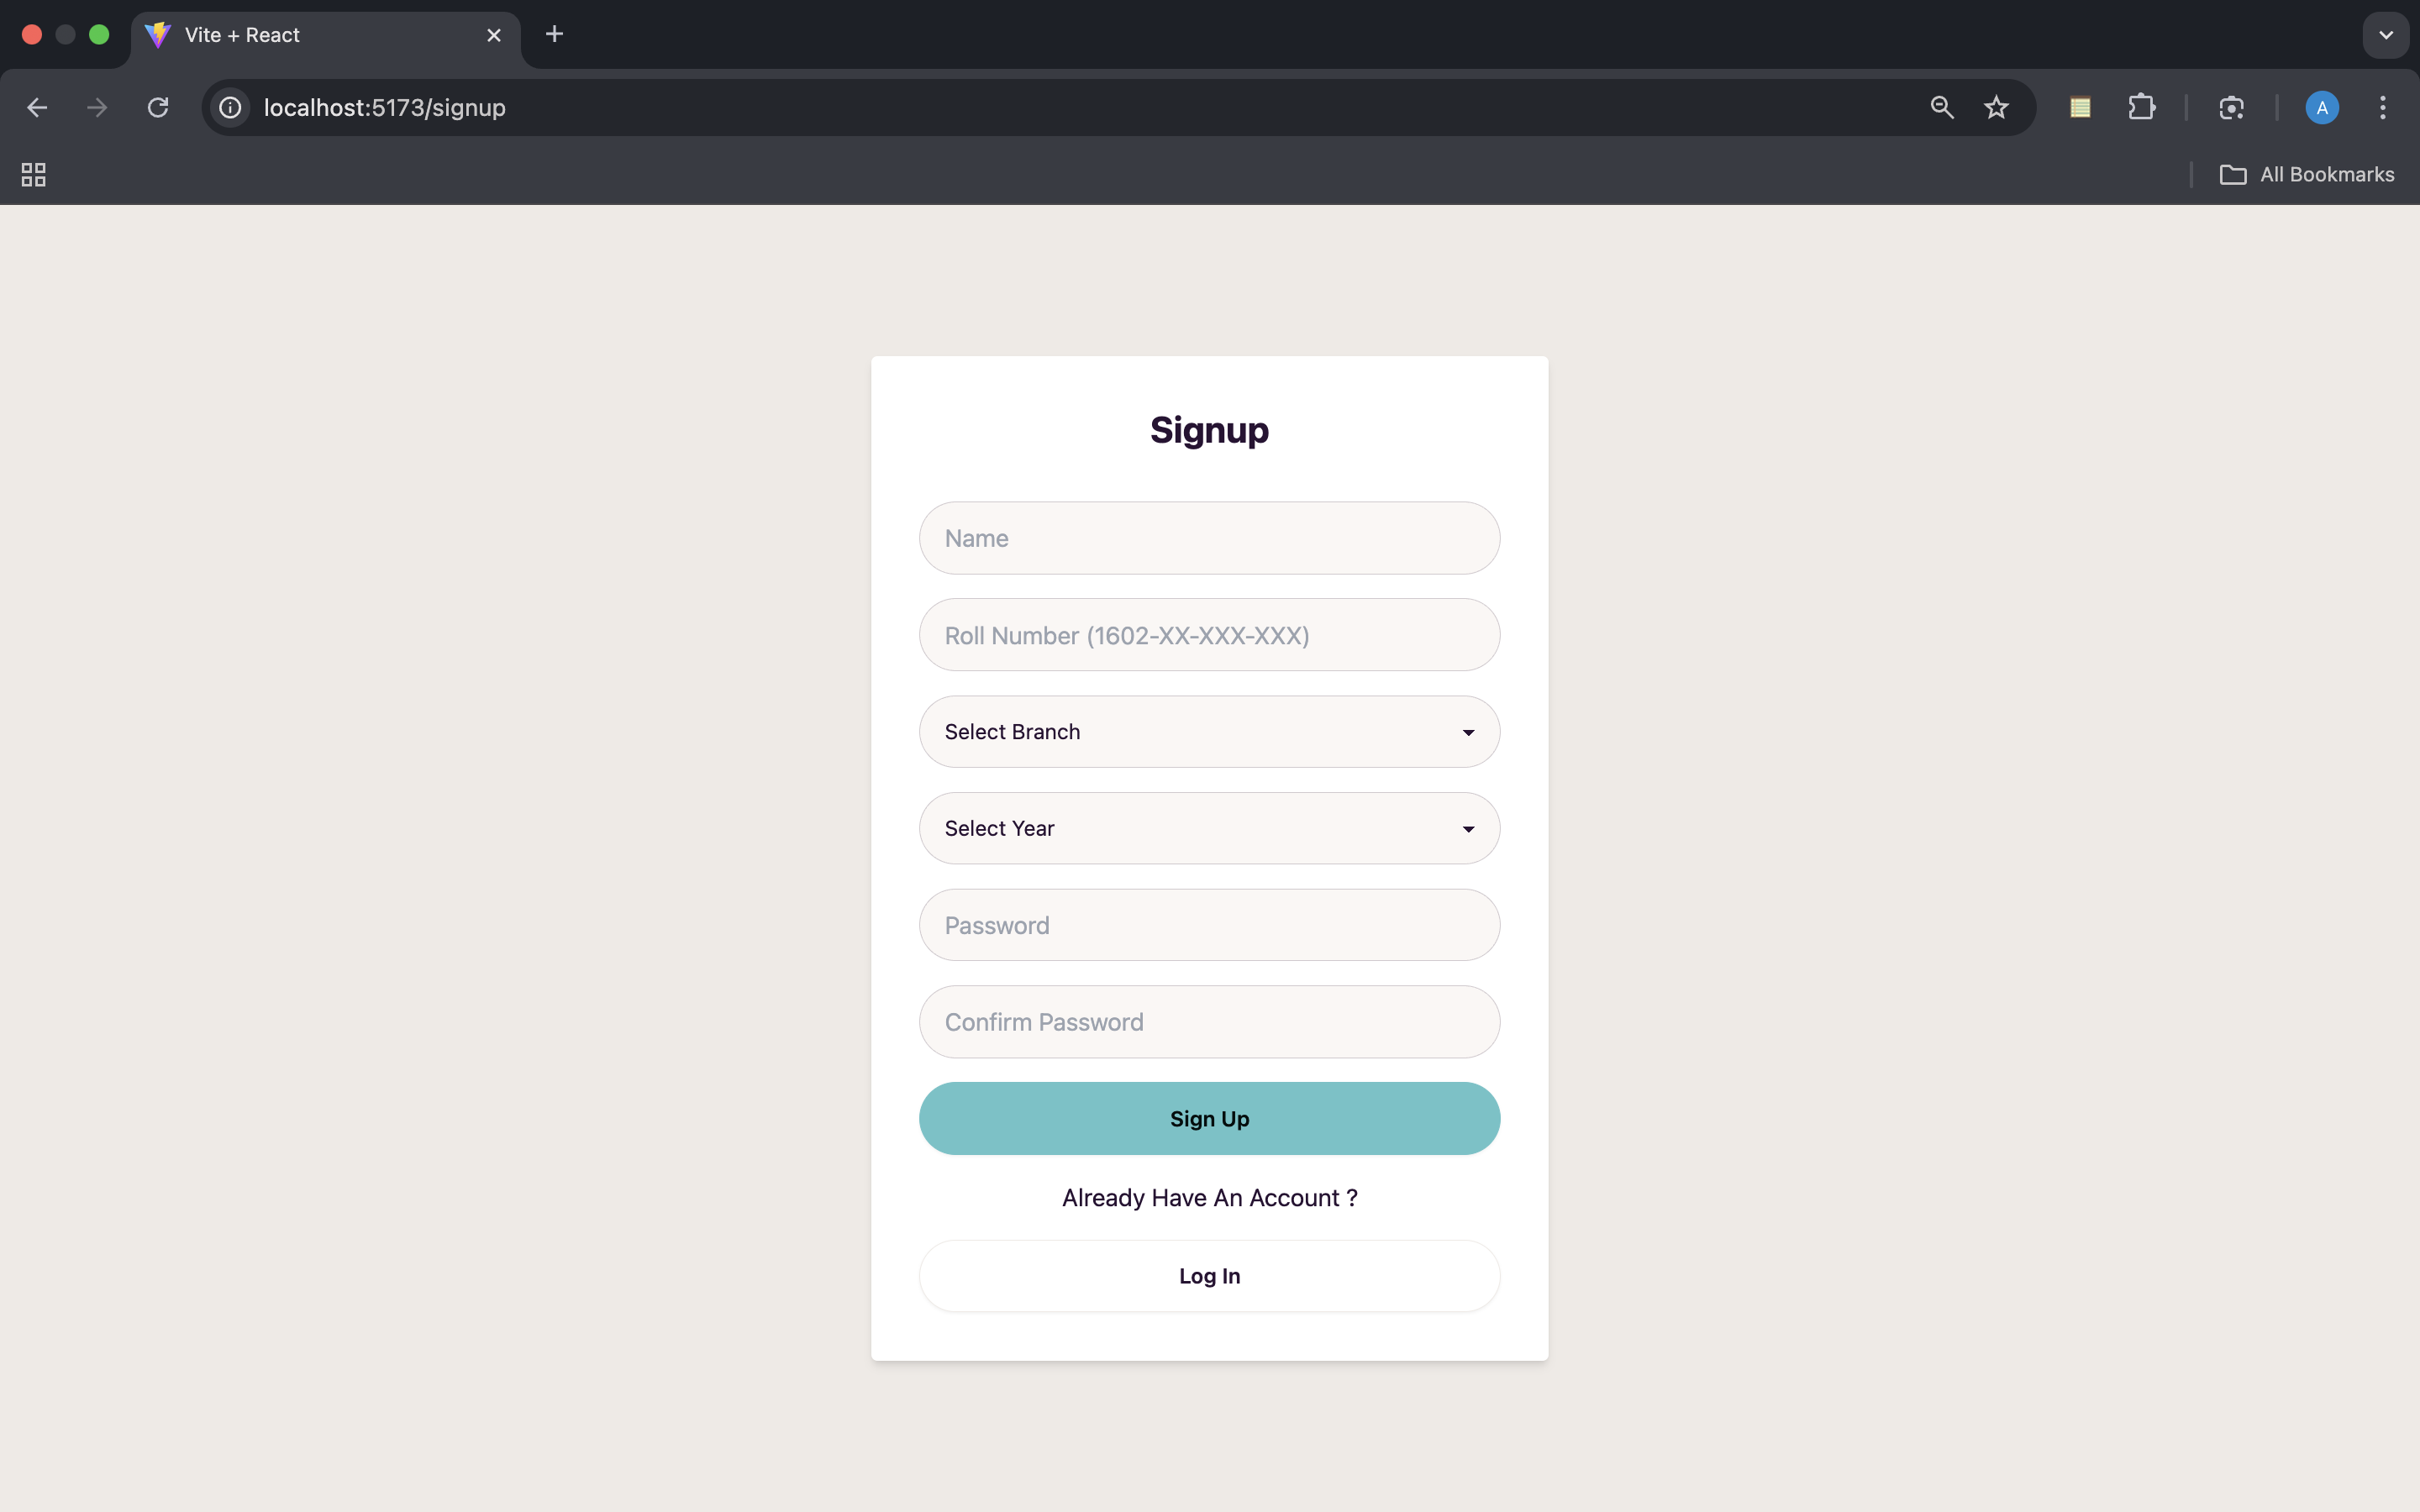 Vite + React
localhost:5173/signup
A
All Bookmarks
Signup
Name
Roll Number (1602-XX-XXX-XXX)
Select Branch
Select Year
Password
Confirm Password
Sign Up
Already Have An Account ?
Log In